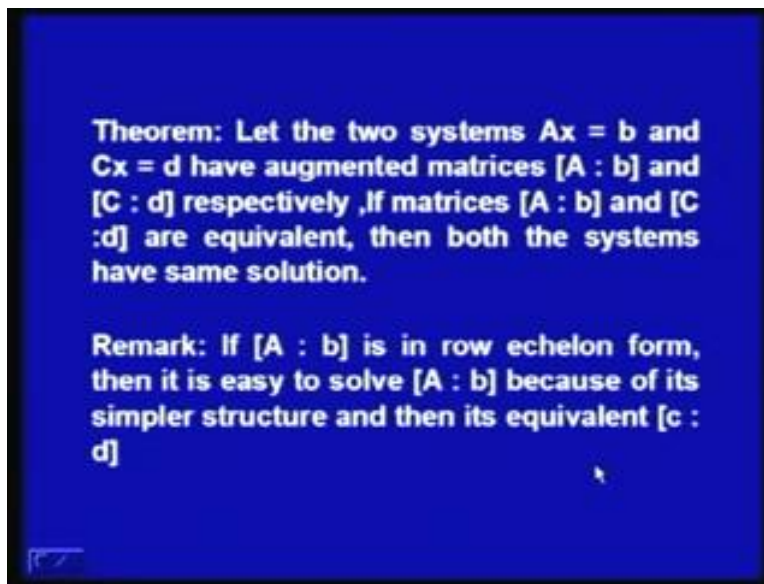 Theorem: Let the two systems Ax = b and
Cx = d have augmented matrices [A : b] and
[C : d] respectively ,If matrices [A : b] and [C
:d] are equivalent, then both the systems
have same solution.
Remark: If [A : b] is in row echelon form,
then it is easy to solve [A : b] because of its
simpler structure and then its equivalent [c :
d]